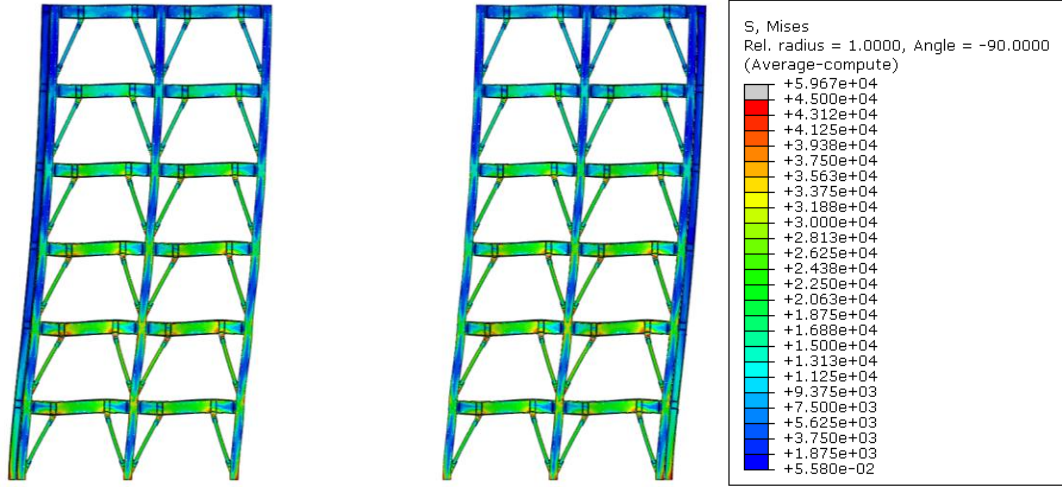 S, Mises
Rel. radius = 1.0000, Angle = -90.0000
(Average-compute)
+5.967e+04
+4.500e+04
+4.312e+04
+4.125e+04
+3.938e+04
+3.750e+04
+3.563e+04
+3.375e+04
+3.188e+04
+3.000e+04
+2.813e+04
+2.625e+04
+2.438e+04
+2.250e+04
+2.063e+04
+1.875e+04
+1.688e+04
+1.500e+04
+1.313e+04
+1.125e+04
+9.375e+03
+7.500e+03
+5.625e+03
+3.750e+03
+1.875e+03
+5.580e-02